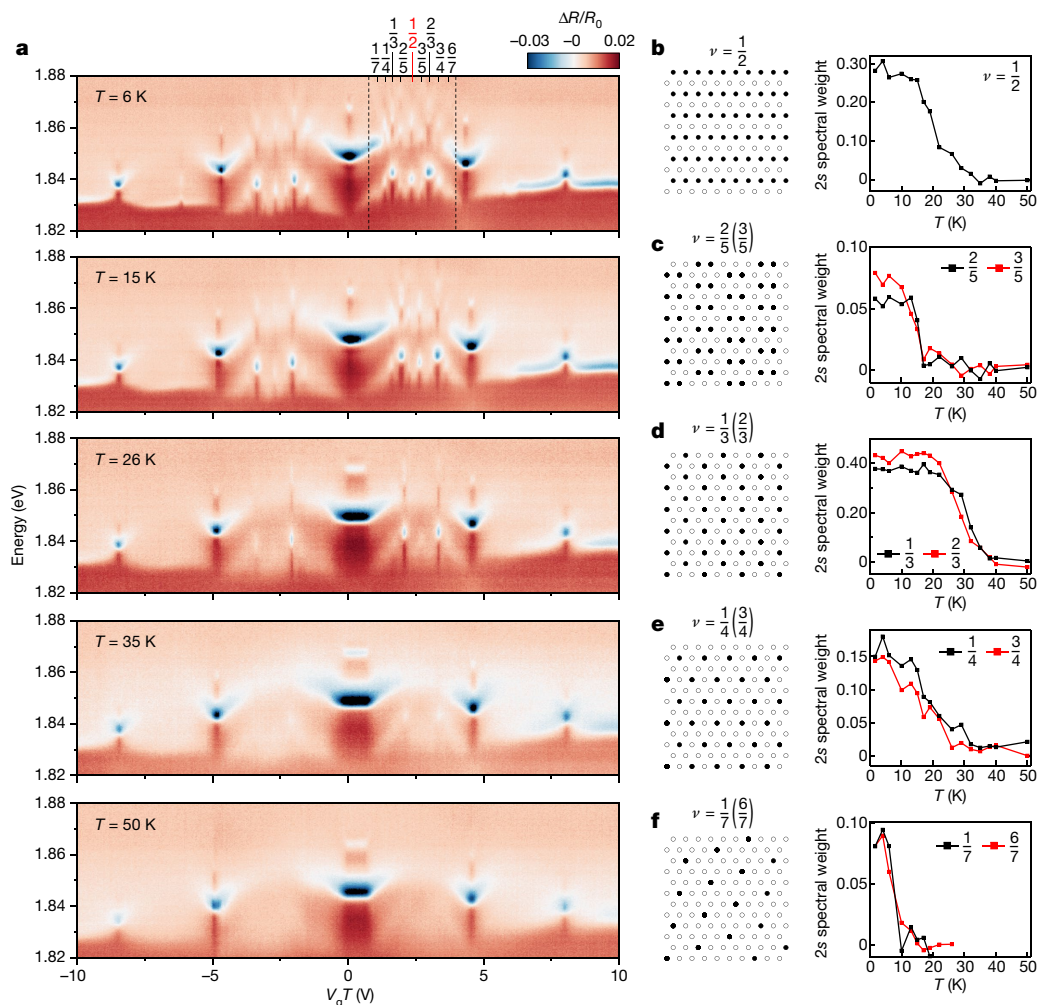 a
1/7 1/4 1/3 2/5 1/2 3/5 2/3 3/4 6/7
ΔR/R0
−0.03 −0 0.02
T = 6 K
1.88
1.86
1.84
1.82
T = 15 K
1.88
1.86
1.84
1.82
T = 26 K
1.88
1.86
1.84
1.82
T = 35 K
1.88
1.86
1.84
1.82
T = 50 K
1.88
1.86
1.84
1.82
Energy (eV)
−10 −5 0 5 10
VgT (V)
b
ν = 1/2
2s spectral weight
0.30
0.20
0.10
0
ν = 1/2
0 10 20 30 40 50
T (K)
c
ν = 2/5(3/5)
2s spectral weight
0.10
0.05
0
2/5 3/5
0 10 20 30 40 50
T (K)
d
ν = 1/3(2/3)
2s spectral weight
0.40
0.20
0
1/3 2/3
0 10 20 30 40 50
T (K)
e
ν = 1/4(3/4)
2s spectral weight
0.15
0.10
0.05
0
1/4 3/4
0 10 20 30 40 50
T (K)
f
ν = 1/7(6/7)
2s spectral weight
0.10
0.05
0
1/7 6/7
0 10 20 30 40 50
T (K)